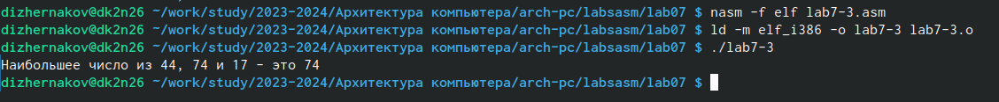 dizhernakov@dk2n26 ~/work/study/2023-2024/Архитектура компьютера/arch-pc/labsasm/lab07 $ nasm -f elf lab7-3.asm
dizhernakov@dk2n26 ~/work/study/2023-2024/Архитектура компьютера/arch-pc/labsasm/lab07 $ ld -m elf_i386 -o lab7-3 lab7-3.o
dizhernakov@dk2n26 ~/work/study/2023-2024/Архитектура компьютера/arch-pc/labsasm/lab07 $ ./lab7-3
Наибольшее число из 44, 74 и 17 - это 74
dizhernakov@dk2n26 ~/work/study/2023-2024/Архитектура компьютера/arch-pc/labsasm/lab07 $